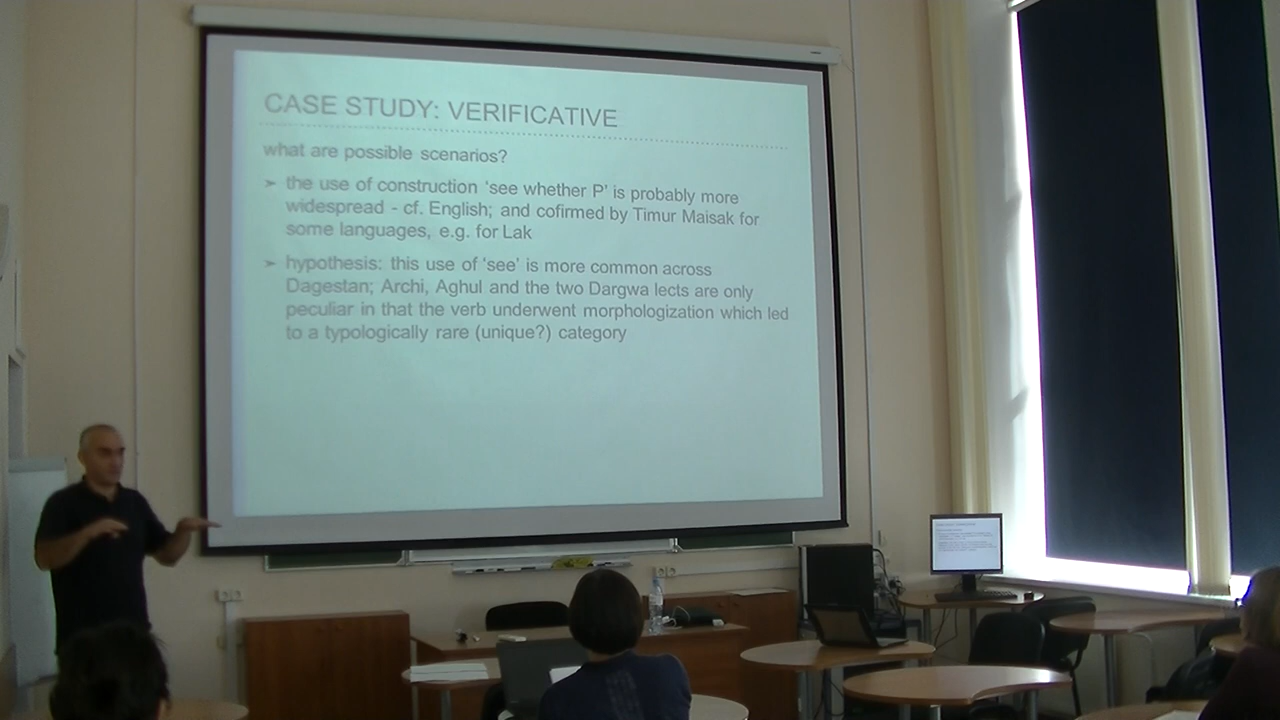 CASE STUDY: VERIFICATIVE
what are possible scenarios?
➢ the use of construction ‘see whether P’ is probably more
widespread - cf. English; and cofirmed by Timur Maisak for
some languages, e.g. for Lak
➢ hypothesis: this use of ‘see’ is more common across
Dagestan; Archi, Aghul and the two Dargwa lects are only
peculiar in that the verb underwent morphologization which led
to a typologically rare (unique?) category